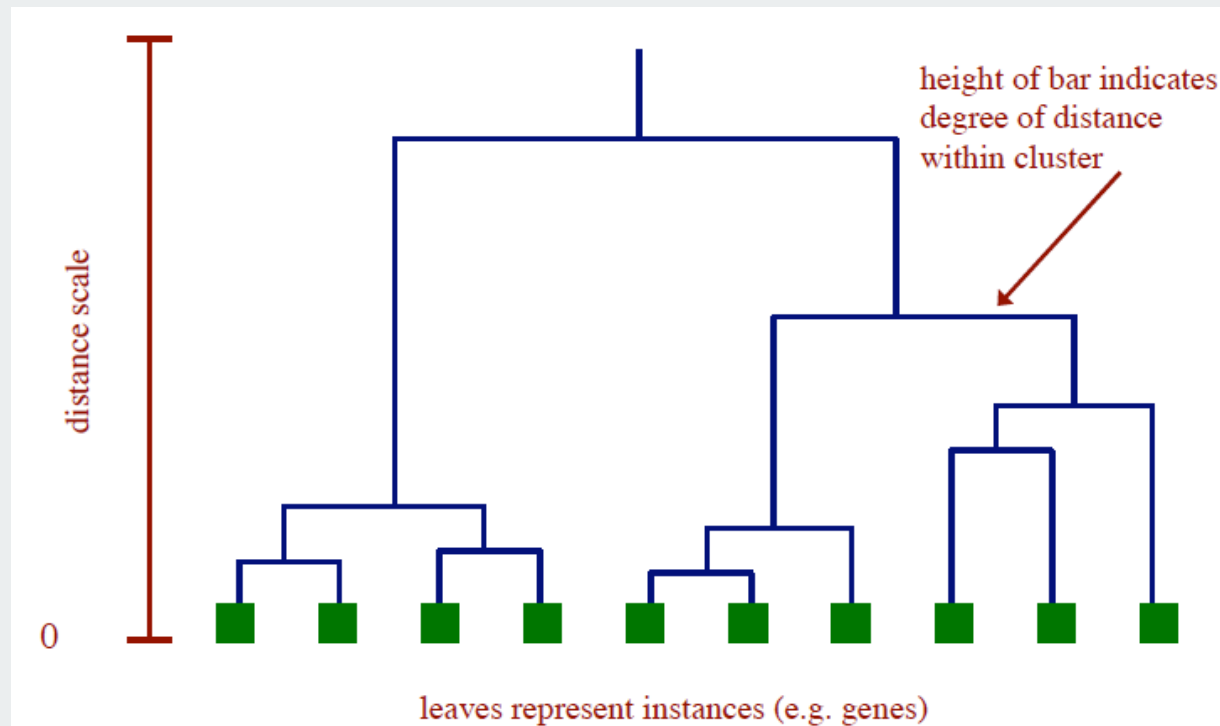 height of bar indicates
degree of distance
within cluster
distance scale
0
leaves represent instances (e.g. genes)